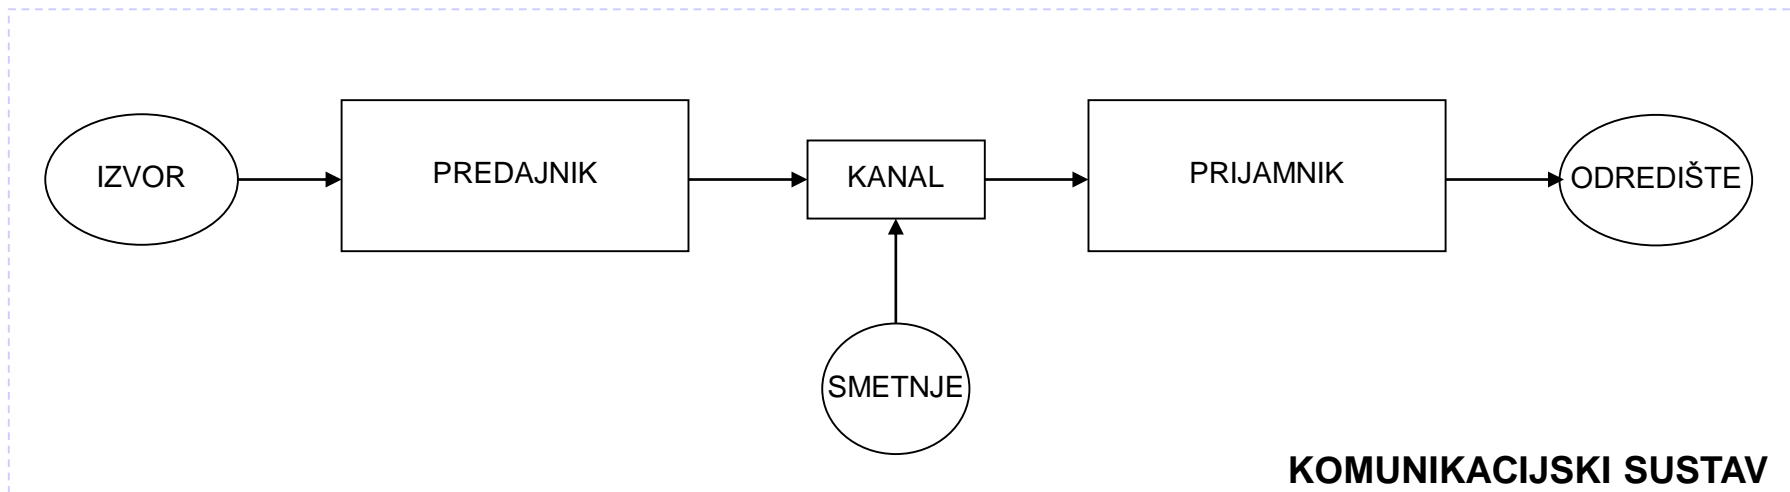 IZVOR
PREDAJNIK
KANAL
PRIJAMNIK
ODREDIŠTE
SMETNJE
KOMUNIKACIJSKI SUSTAV